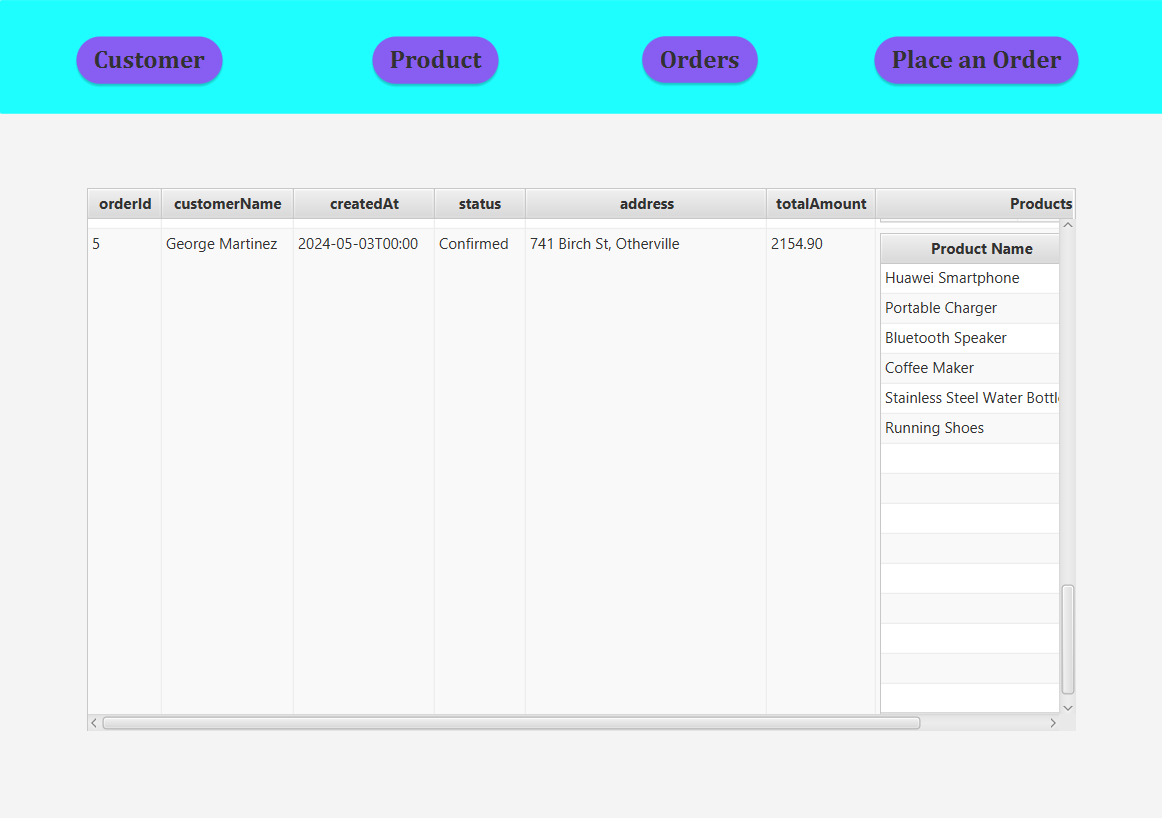 Customer Product Orders Place an Order
orderId customerName createdAt status address totalAmount Products
5 George Martinez 2024-05-03T00:00 Confirmed 741 Birch St, Otherville 2154.90
Product Name
Huawei Smartphone
Portable Charger
Bluetooth Speaker
Coffee Maker
Stainless Steel Water Bottl
Running Shoes